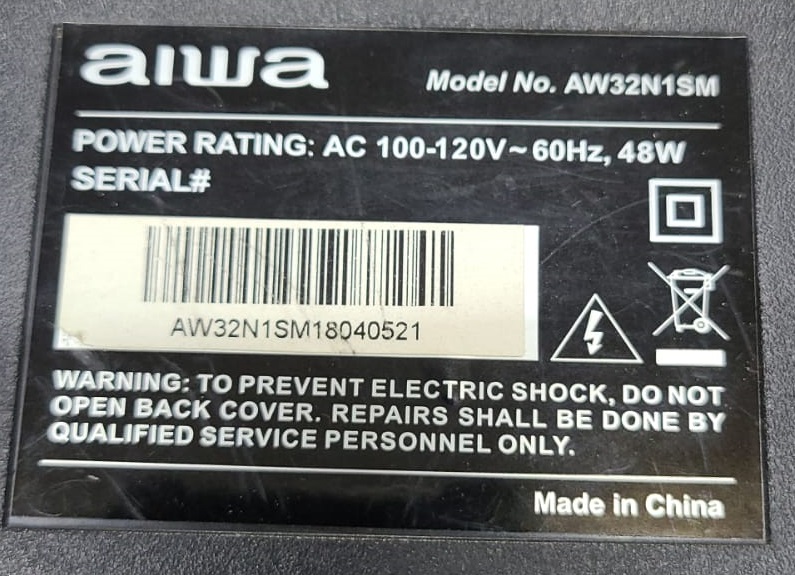 aiwa
Model No. AW32N1SM
POWER RATING: AC 100-120V~60Hz, 48W
SERIAL#
AW32N1SM18040521
WARNING: TO PREVENT ELECTRIC SHOCK, DO NOT
OPEN BACK COVER. REPAIRS SHALL BE DONE BY
QUALIFIED SERVICE PERSONNEL ONLY.
Made in China